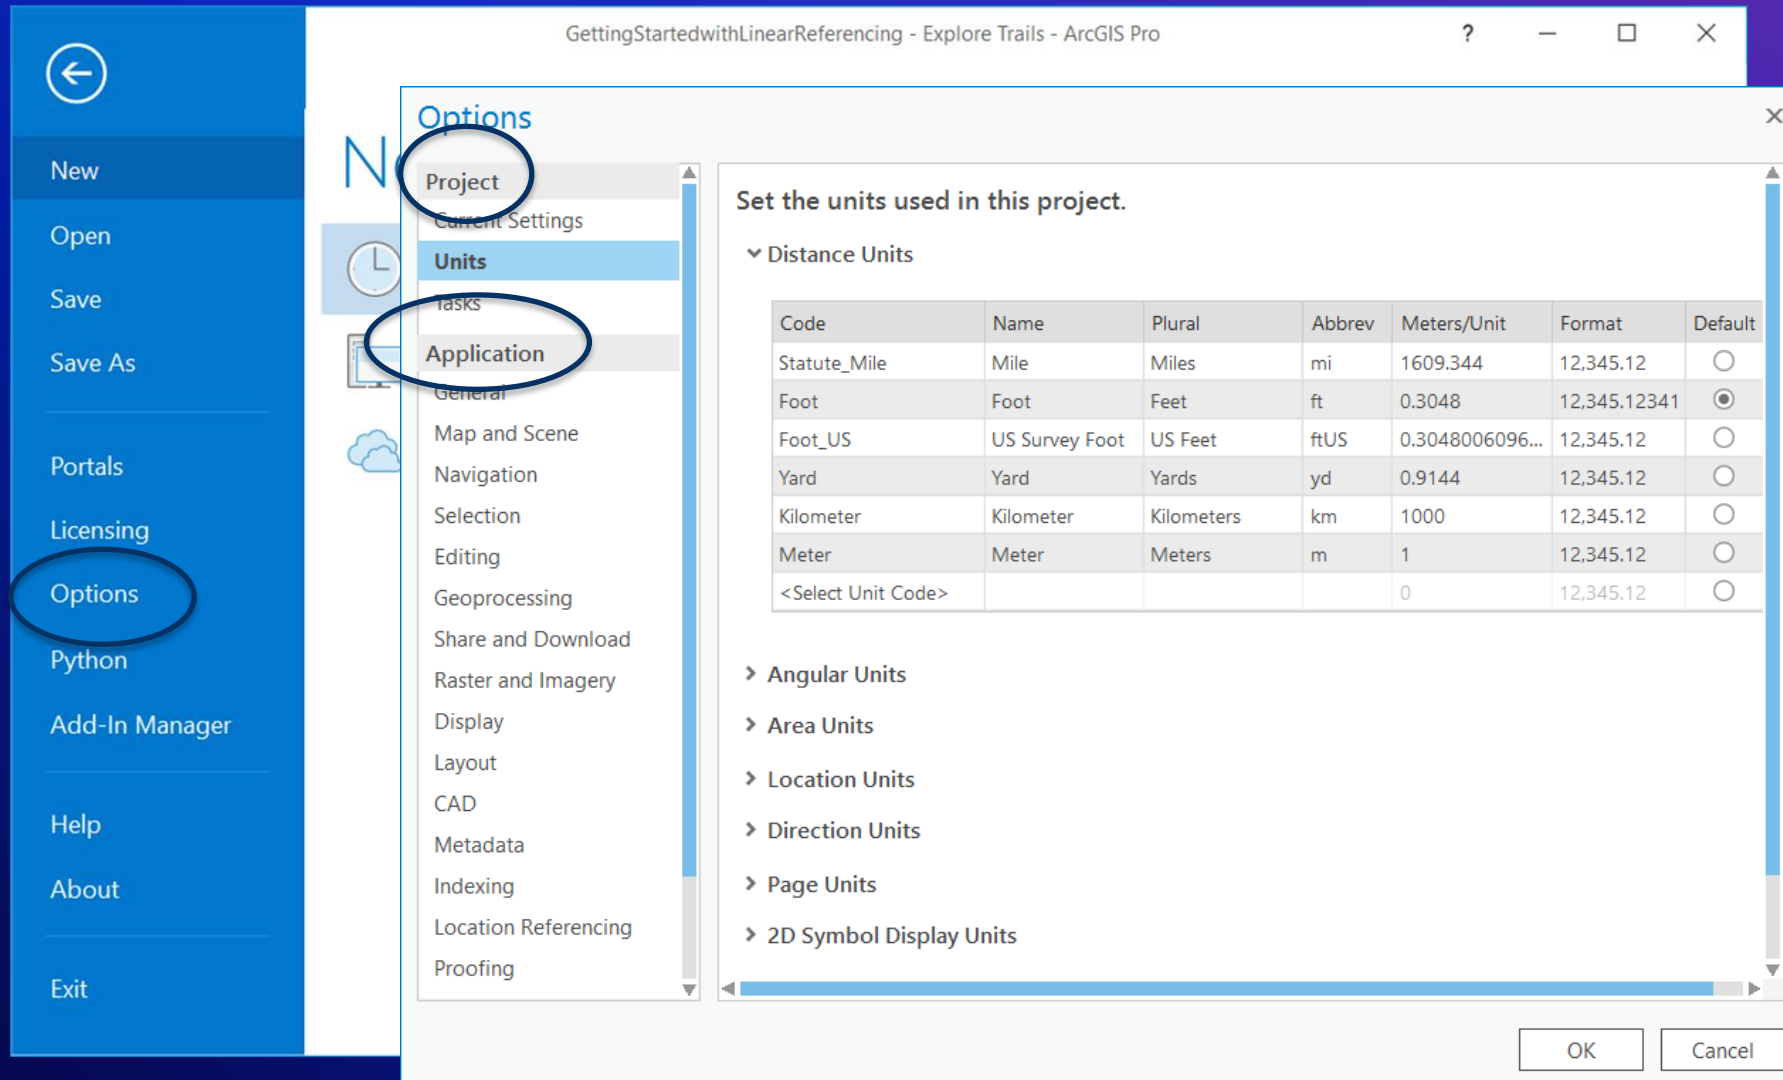 GettingStartedwithLinearReferencing - Explore Trails - ArcGIS Pro
?
New
Open
Save
Save As
Portals
Licensing
Options
Python
Add-In Manager
Help
About
Exit
Options
Project
Current Settings
Units
Tasks
Application
General
Map and Scene
Navigation
Selection
Editing
Geoprocessing
Share and Download
Raster and Imagery
Display
Layout
CAD
Metadata
Indexing
Location Referencing
Proofing
Set the units used in this project.
Distance Units
Code Name Plural Abbrev Meters/Unit Format Default
Statute_Mile Mile Miles mi 1609.344 12,345.12
Foot Foot Feet ft 0.3048 12,345.12341
Foot_US US Survey Foot US Feet ftUS 0.3048006096... 12,345.12
Yard Yard Yards yd 0.9144 12,345.12
Kilometer Kilometer Kilometers km 1000 12,345.12
Meter Meter Meters m 1 12,345.12
<Select Unit Code> 0 12,345.12
Angular Units
Area Units
Location Units
Direction Units
Page Units
2D Symbol Display Units
OK Cancel